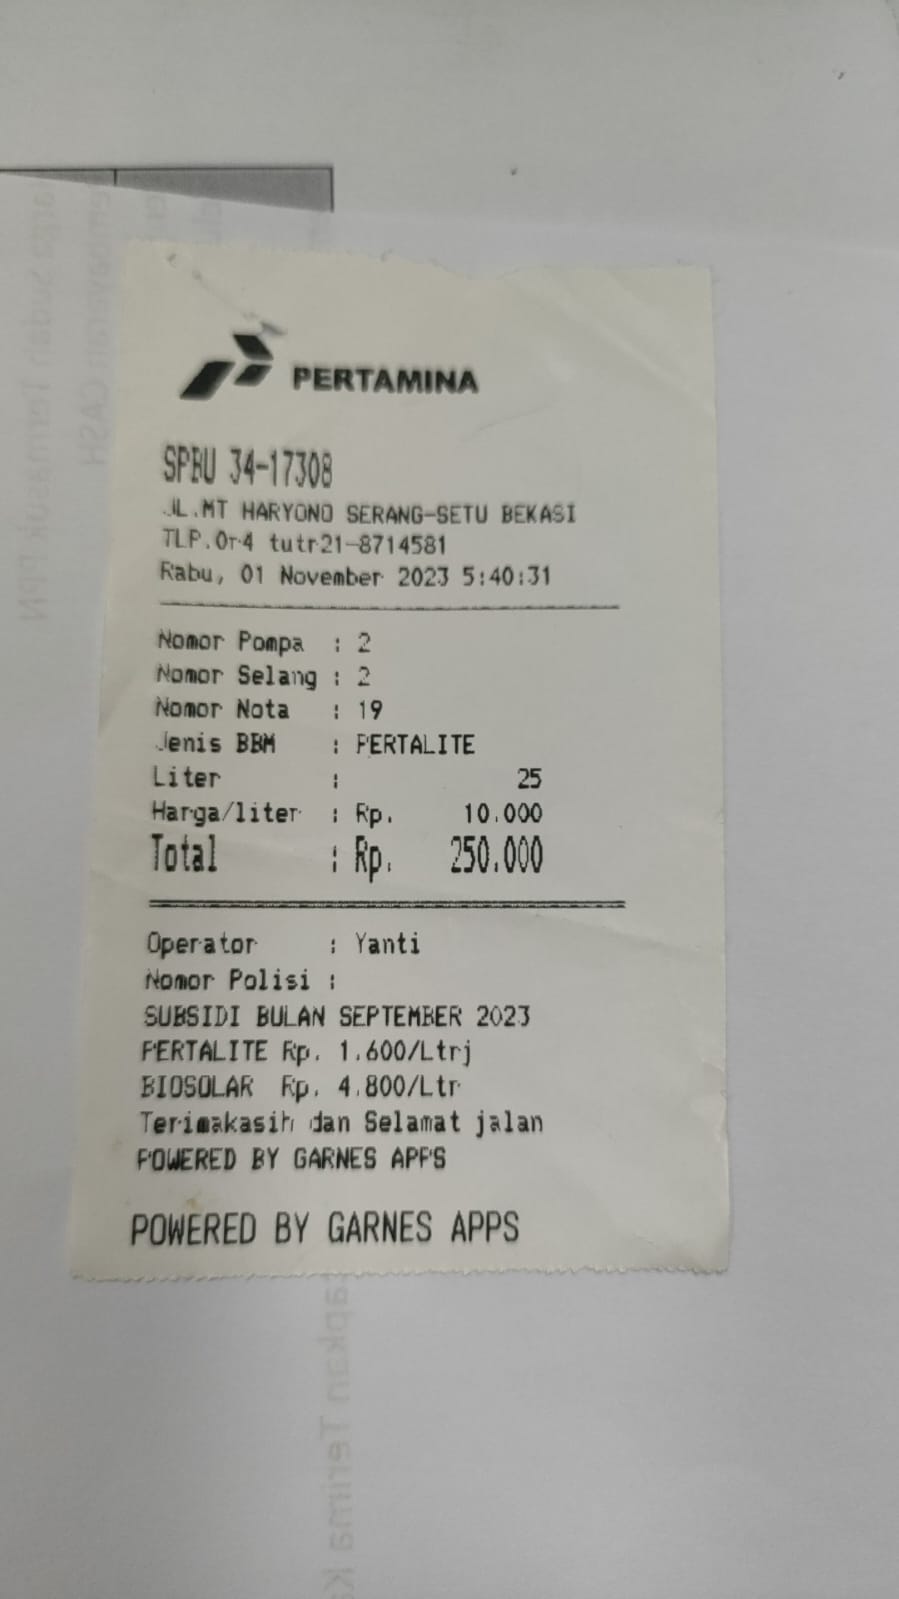 PERTAMINA
SPBU 34-17308
JL.MT HARYONO SERANG-SETU BEKASI
TLP.0r4 tutr21-8714581
Rabu, 01 November 2023 5:40:31
Nomor Pompa : 2
Nomor Selang : 2
Nomor Nota : 19
Jenis BBM : PERTALITE
Liter : 25
Harga/liter : Rp. 10.000
Total : Rp. 250.000
Operator : Yanti
Nomor Polisi :
SUBSIDI BULAN SEPTEMBER 2023
PERTALITE Rp. 1.600/Ltrj
BIOSOLAR Rp. 4.800/Ltr
Terimakasih dan Selamat jalan
POWERED BY GARNES APPS
POWERED BY GARNES APPS